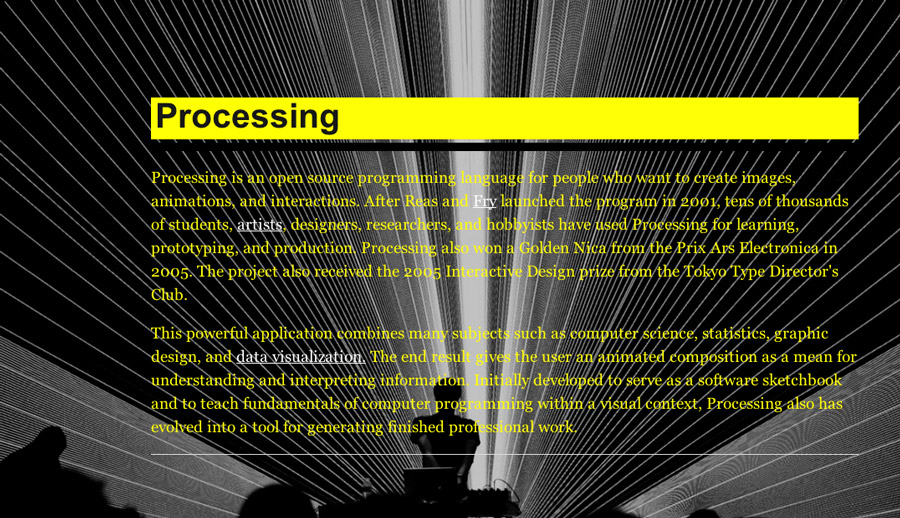 Processing
Processing is an open source programming language for people who want to create images,
animations, and interactions. After Reas and Fry launched the program in 2001, tens of thousands
of students, artists, designers, researchers, and hobbyists have used Processing for learning,
prototyping, and production. Processing also won a Golden Nica from the Prix Ars Electronica in
2005. The project also received the 2005 Interactive Design prize from the Tokyo Type Director's
Club.
This powerful application combines many subjects such as computer science, statistics, graphic
design, and data visualization. The end result gives the user an animated composition as a mean for
understanding and interpreting information. Initially developed to serve as a software sketchbook
and to teach fundamentals of computer programming within a visual context, Processing also has
evolved into a tool for generating finished professional work.